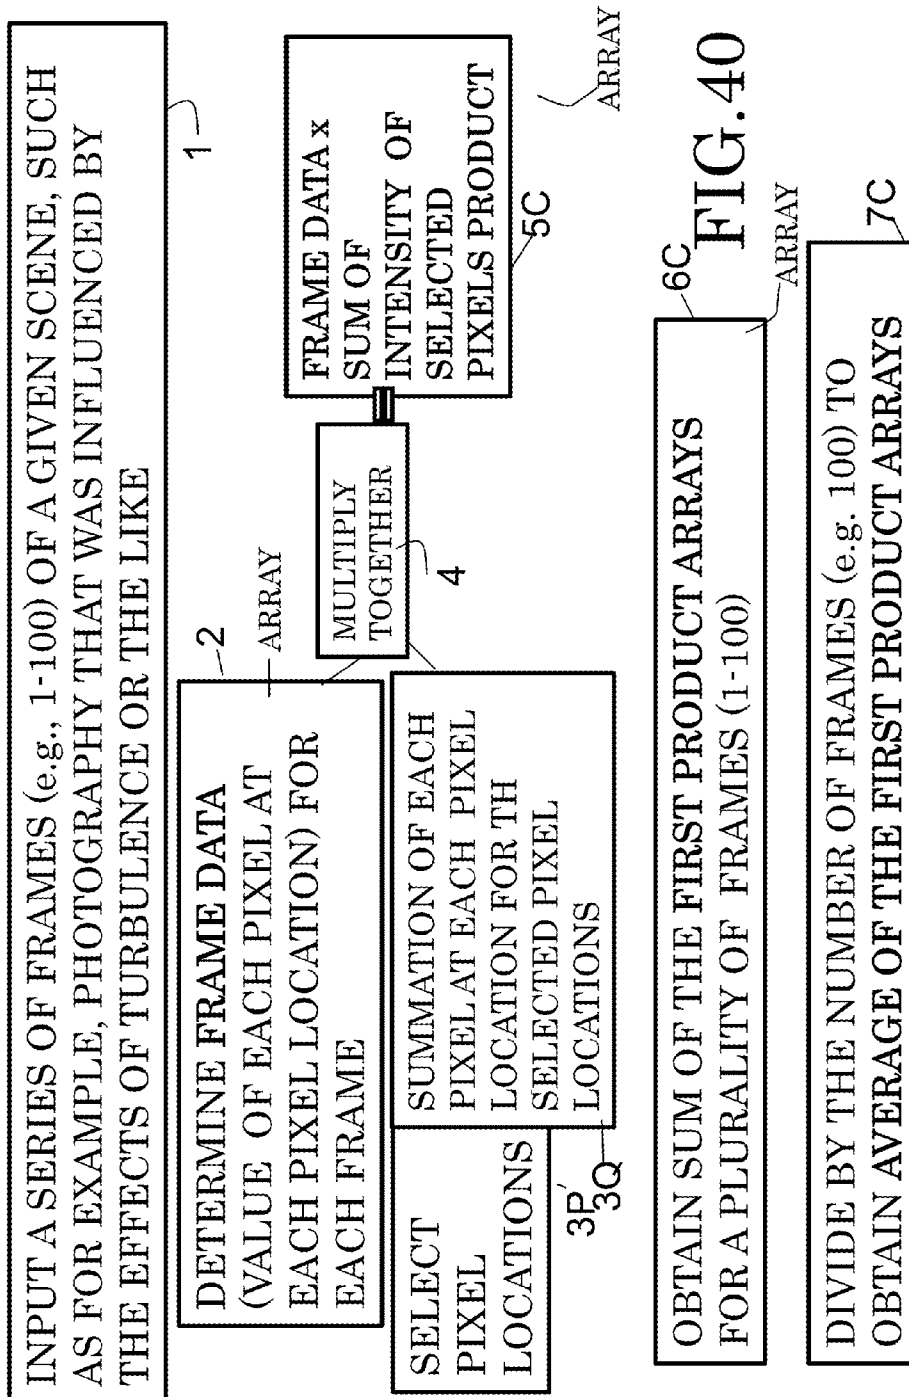 INPUT A SERIES OF FRAMES (e.g., 1-100) OF A GIVEN SCENE, SUCH
AS FOR EXAMPLE, PHOTOGRAPHY THAT WAS INFLUENCED BY
THE EFFECTS OF TURBULENCE OR THE LIKE
1
DETERMINE FRAME DATA
(VALUE OF EACH PIXEL AT
EACH PIXEL LOCATION) FOR
EACH FRAME
2
ARRAY
SELECT
PIXEL
LOCATIONS
3P'
SUMMATION OF EACH
PIXEL AT EACH PIXEL
LOCATION FOR TH
SELECTED PIXEL
LOCATIONS
3Q
MULTIPLY
TOGETHER
4
FRAME DATA x
SUM OF
INTENSITY OF
SELECTED
PIXELS PRODUCT
5C
ARRAY
OBTAIN SUM OF THE FIRST PRODUCT ARRAYS
FOR A PLURALITY OF FRAMES (1-100)
6C
ARRAY
FIG.40
DIVIDE BY THE NUMBER OF FRAMES (e.g. 100) TO
OBTAIN AVERAGE OF THE FIRST PRODUCT ARRAYS
7C